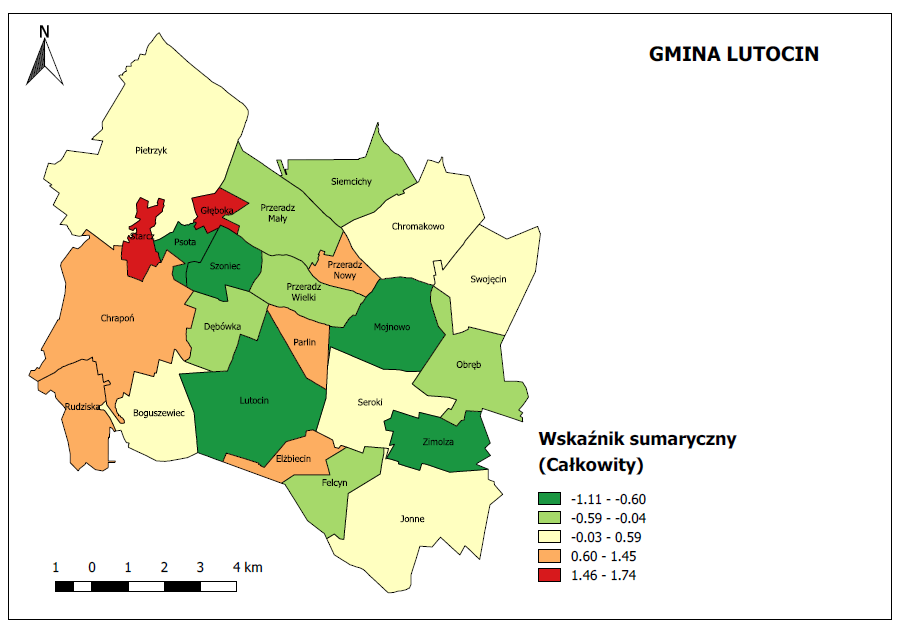 N
GMINA LUTOCIN
Pietrzyk
Siemcichy
Głęboka
Przeradz
Mały
Chromakowo
Starcz
Psota
Szoniec
Przeradz
Nowy
Swojęcin
Przeradz
Wielki
Chrapoń
Dębówka
Mojnowo
Parlin
Obręb
Lutocin
Seroki
Rudziska
Boguszewiec
Zimolza
Elżbiecin
Felcyn
Jonne
Wskaźnik sumaryczny
(Całkowity)
-1.11 - -0.60
-0.59 - -0.04
-0.03 - 0.59
0.60 - 1.45
1.46 - 1.74
1 0 1 2 3 4 km